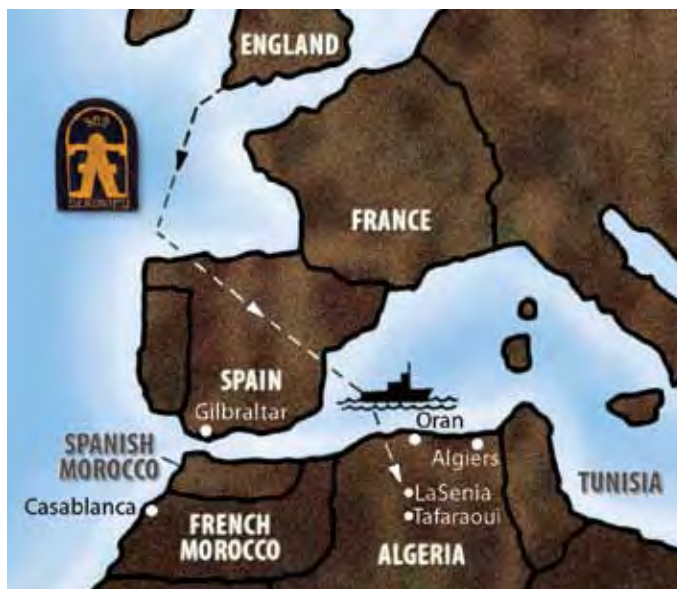 ENGLAND
FRANCE
SPAIN
Gilbraltar
Oran
Algiers
SPANISH
MOROCCO
TUNISIA
LaSenia
Casablanca
Tafaraoui
FRENCH
MOROCCO
ALGERIA